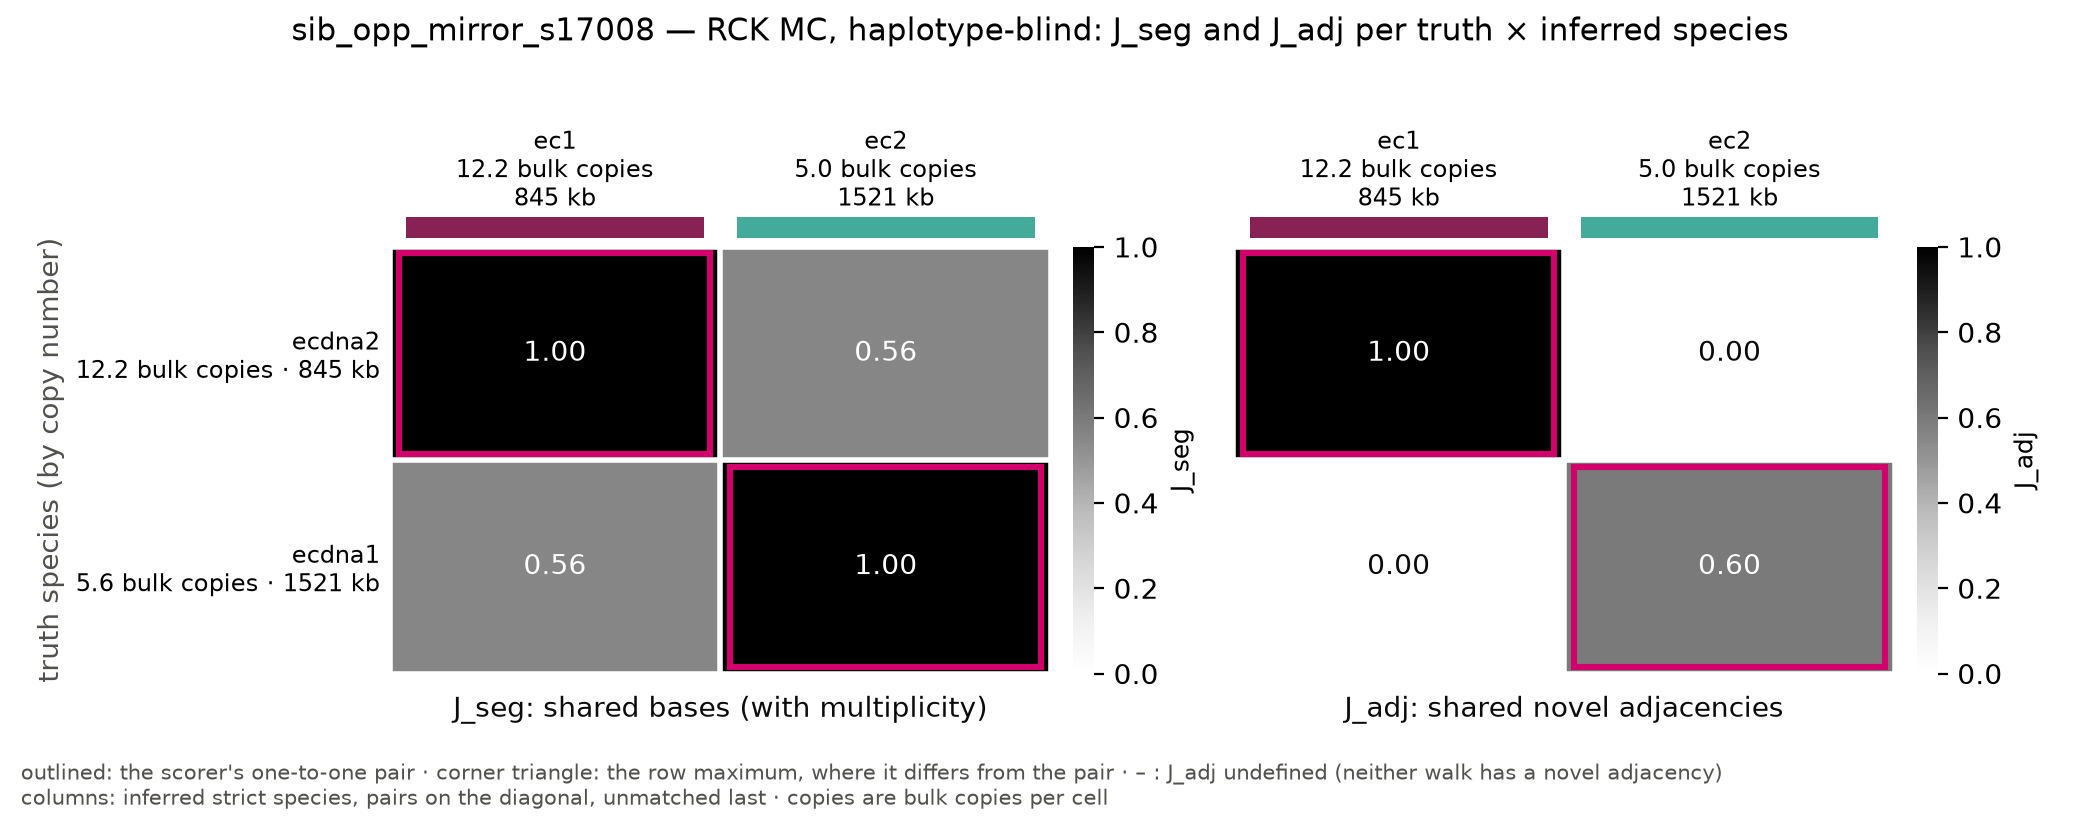 sib_opp_mirror_s17008 — RCK MC, haplotype-blind: J_seg and J_adj per truth × inferred species
ec1
12.2 bulk copies
845 kb
ec2
5.0 bulk copies
1521 kb
truth species (by copy number)
ecdna2
12.2 bulk copies · 845 kb
ecdna1
5.6 bulk copies · 1521 kb
1.00
0.56
0.56
1.00
1.0
0.8
0.6
0.4
0.2
0.0
J_seg
J_seg: shared bases (with multiplicity)
ec1
12.2 bulk copies
845 kb
ec2
5.0 bulk copies
1521 kb
1.00
0.00
0.00
0.60
1.0
0.8
0.6
0.4
0.2
0.0
J_adj
J_adj: shared novel adjacencies
outlined: the scorer's one-to-one pair · corner triangle: the row maximum, where it differs from the pair · – : J_adj undefined (neither walk has a novel adjacency)
columns: inferred strict species, pairs on the diagonal, unmatched last · copies are bulk copies per cell